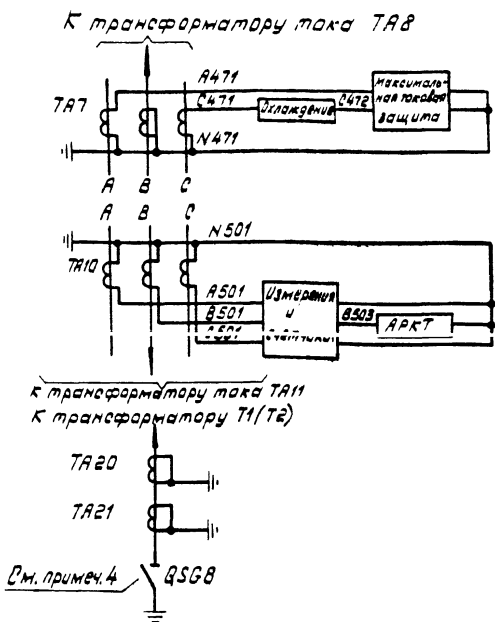 К трансформатору тока ТА8
А471
ТА7
С471
Охлаждение
С472
Максималь-
ная токовая
защита
N471
А В С
А В С
N501
ТА10
А501
В501
Измерения
и
В503
АРКТ
К трансформатору тока ТА11
К трансформатору Т1(Т2)
ТА20
ТА21
См. примеч. 4
QSG8